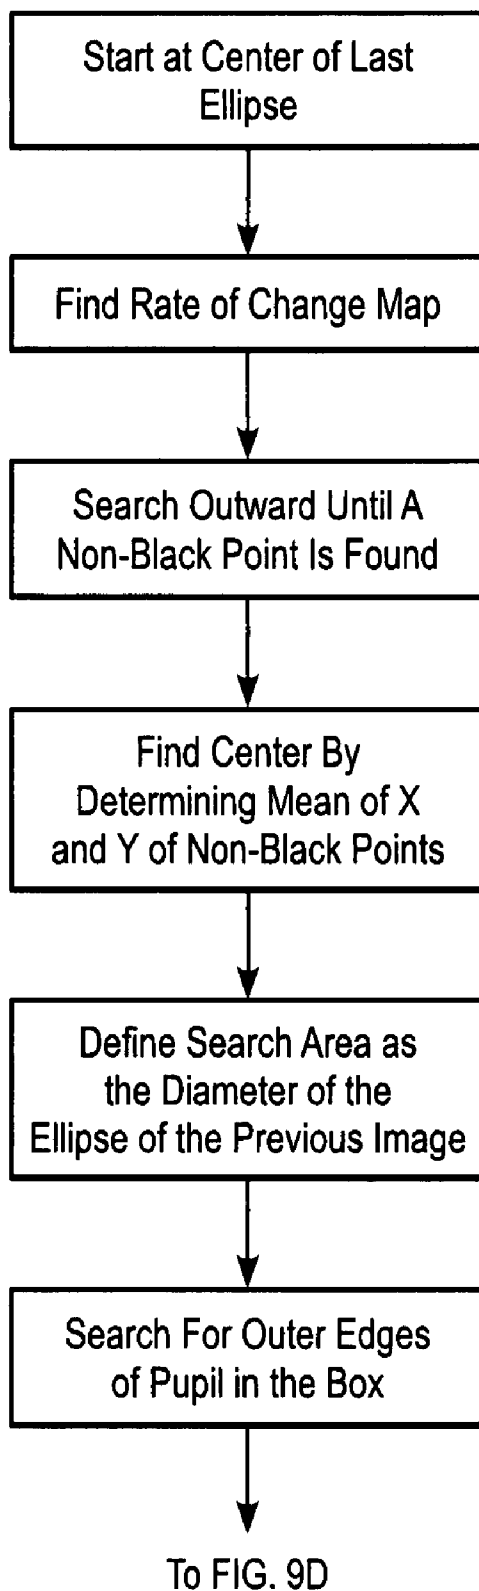 Start at Center of Last
Ellipse
Find Rate of Change Map
Search Outward Until A
Non-Black Point Is Found
Find Center By
Determining Mean of X
and Y of Non-Black Points
Define Search Area as
the Diameter of the
Ellipse of the Previous Image
Search For Outer Edges
of Pupil in the Box
To FIG. 9D